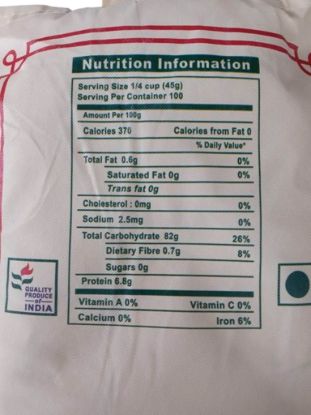 Nutrition Information
Serving Size 1/4 cup (45g)
Serving Per Container 100
Amount Per 100g
Calories 370 Calories from Fat 0
% Daily Value*
Total Fat 0.6g 0%
Saturated Fat 0g 0%
Trans fat 0g
Cholesterol : 0mg 0%
Sodium 2.5mg 0%
Total Carbohydrate 82g 26%
Dietary Fibre 0.7g 8%
Sugars 0g
Protein 6.8g
Vitamin A 0% Vitamin C 0%
Calcium 0% Iron 6%
QUALITY
PRODUCE
of
INDIA